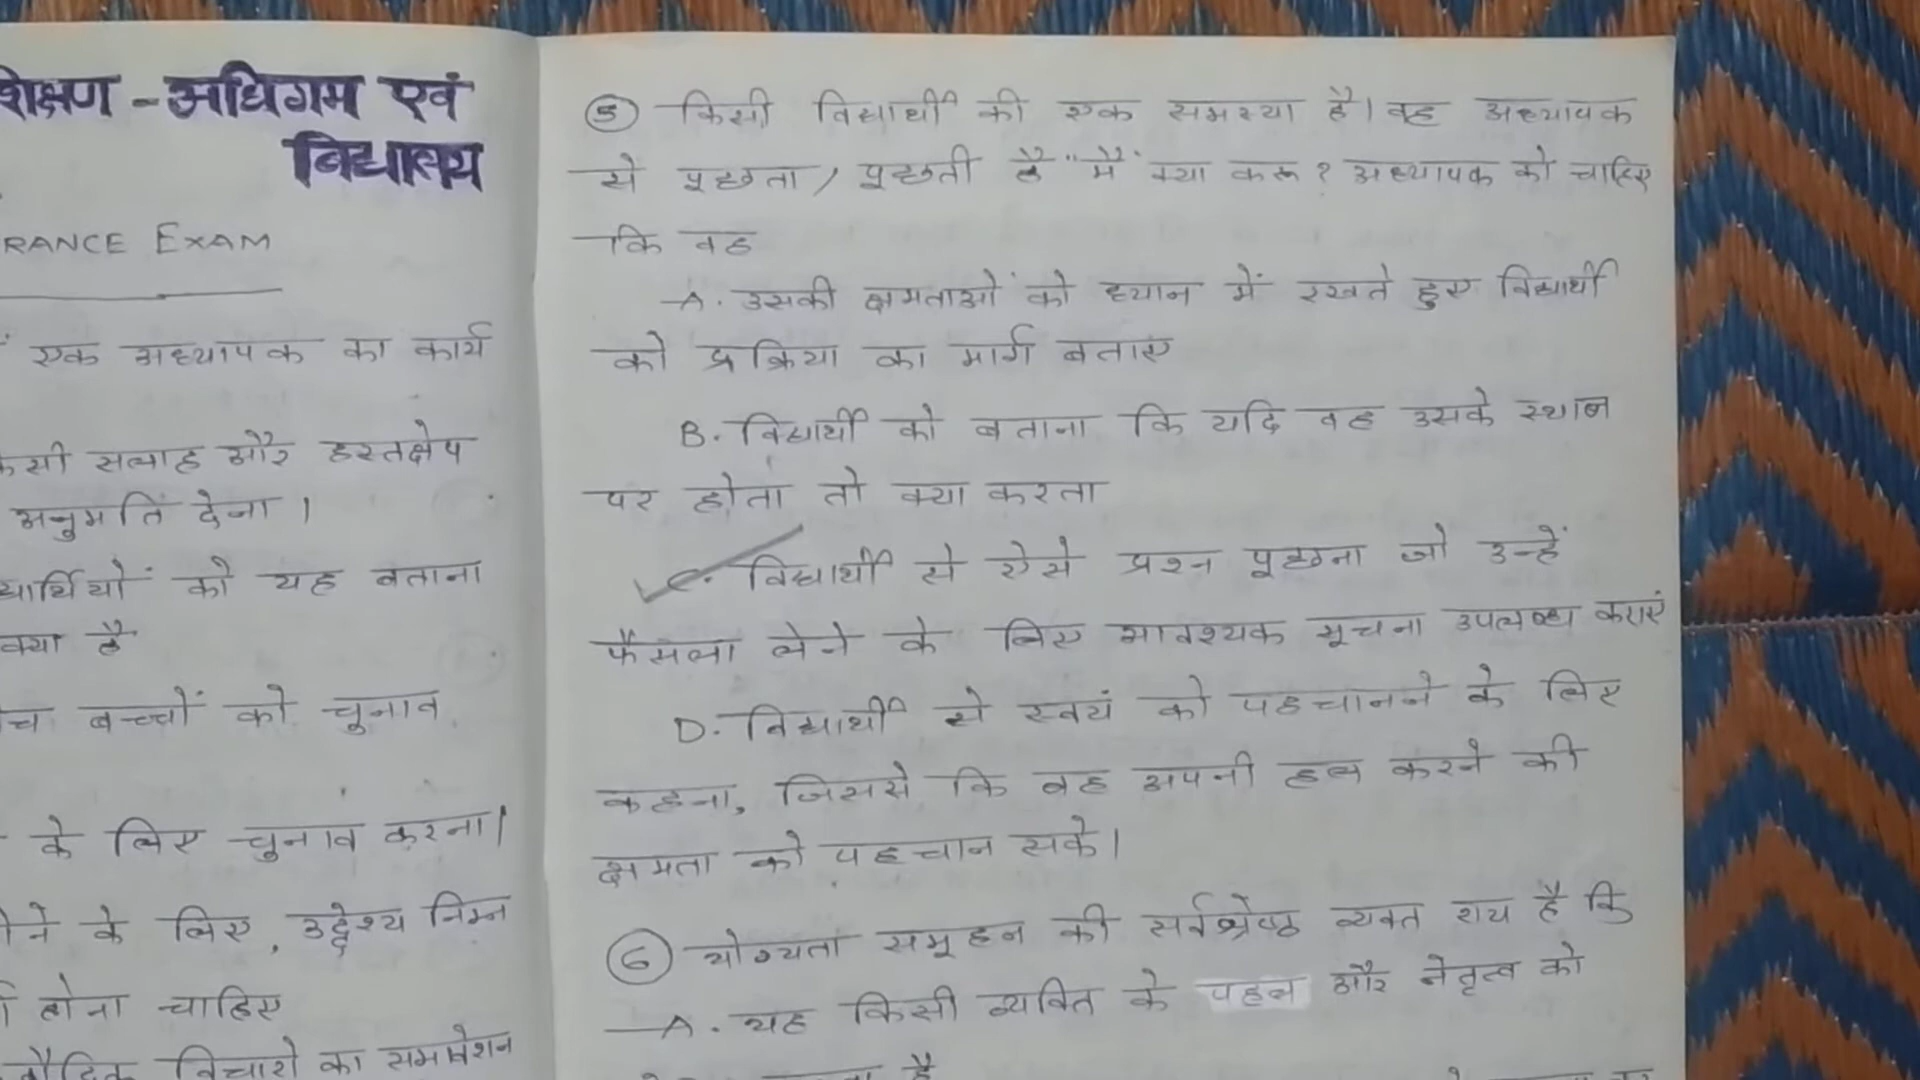 शिक्षण - अधिगम एवं
विद्यालय
RANCE EXAM
एक अध्यापक का कार्य
सलाह और हस्तक्षेप
अनुमति देना।
को यह बताना
क्या है
बच्चों को चुनाव
के लिए चुनाव करना।
के लिए, उद्देश्य निम्न
होना चाहिए
विचारो का समावेशन
5 किसी विद्यार्थी की एक समस्या है। वह अध्यापक
से पूछता / पूछती है "मैं" क्या करू ? अध्यापक को चाहिए
कि वह
A. उसकी क्षमताओं को ध्यान में रखते हुए विद्यार्थी
को प्रक्रिया का मार्ग बताए
B. विद्यार्थी को बताना कि यदि वह उसके स्थान
पर होता तो क्या करता
C. विद्यार्थी से ऐसे प्रश्न पूछना जो उन्हें
फैसला लेने के लिए आवश्यक सूचना उपलब्ध कराएं
D. विद्यार्थी से स्वयं को पहचानने के लिए
कहना, जिससे कि वह अपनी हल करने की
क्षमता को पहचान सके।
6 योग्यता समूहन की सर्वश्रेष्ठ व्यक्त राय है कि
A. यह किसी व्यक्ति के पहल और नेतृत्व को
है